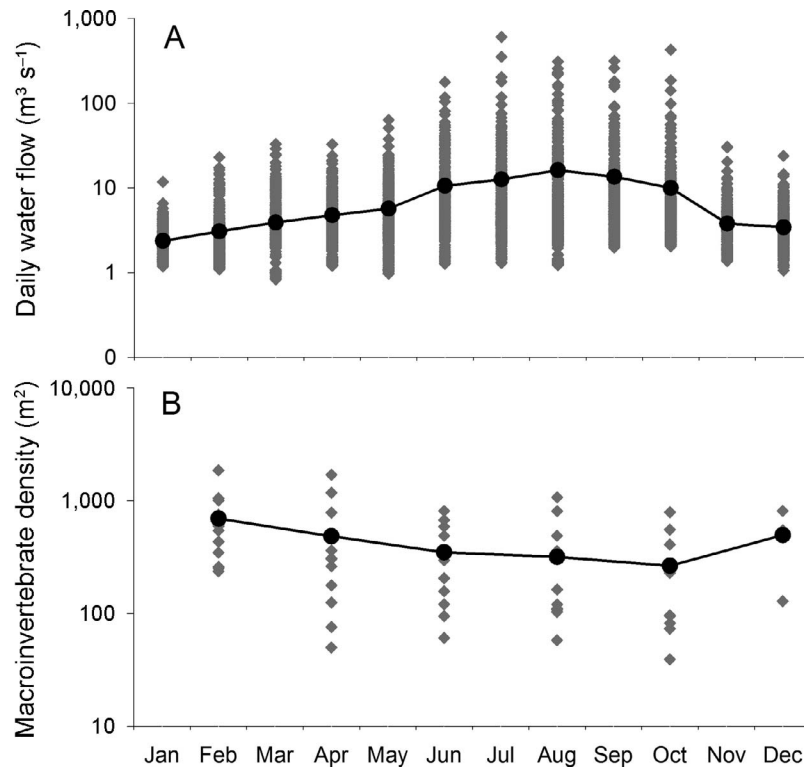 A
1,000
100
10
1
0
Daily water flow (m³ s⁻¹)
B
10,000
1,000
100
10
Macroinvertebrate density (m²)
Jan Feb Mar Apr May Jun Jul Aug Sep Oct Nov Dec